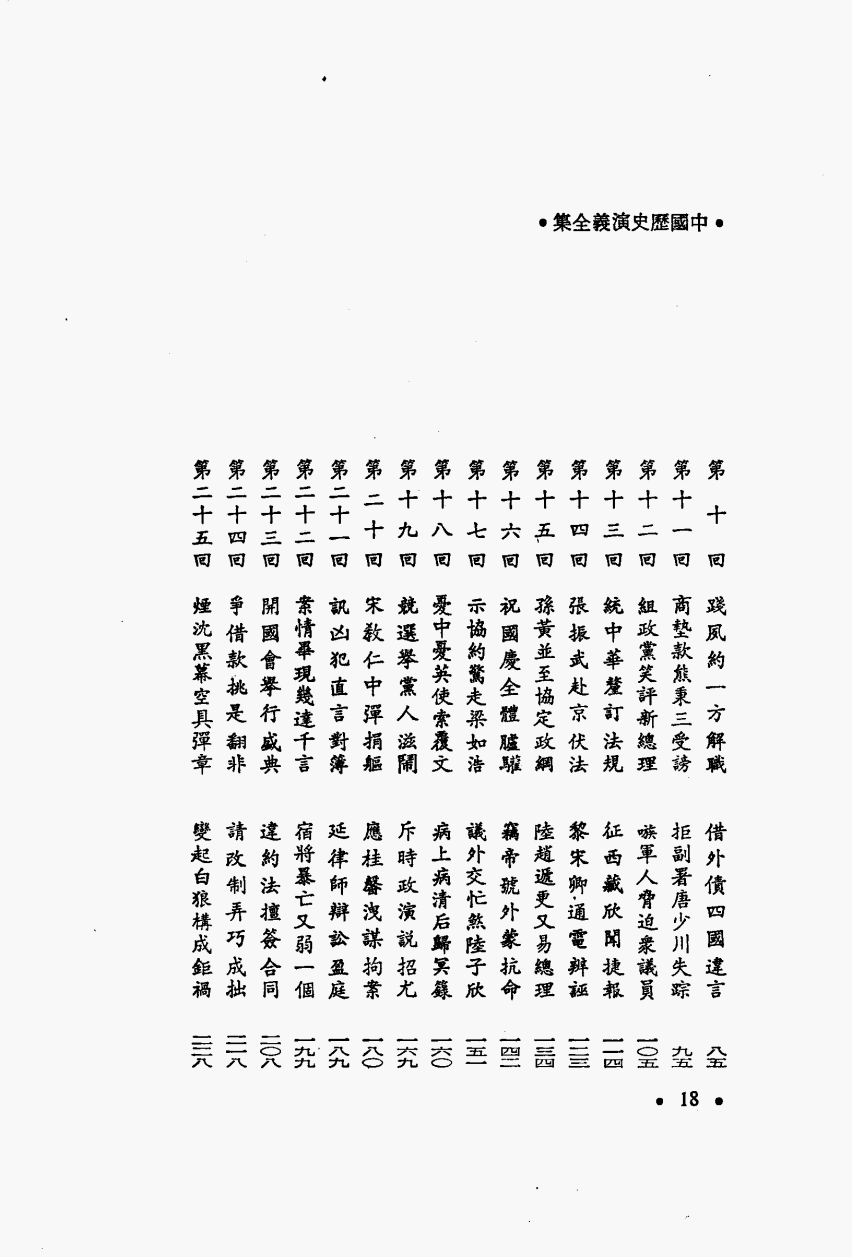 •中國歷史演義全集•
第十回 踐夙約一方解職 借外債四國違言 八五
第十一回 商墊款熊秉三受謗 拒副署唐少川失踪 九五
第十二回 組政黨笑評新總理 嗾軍人脅迫衆議員 一〇五
第十三回 統中華釐訂法規 征西藏欣聞捷報 一一四
第十四回 張振武赴京伏法 黎宋卿通電辨誣 一二三
第十五回 孫黃並至協定政綱 陸趙遞更又易總理 一三四
第十六回 祝國慶全體臚驩 竊帝號外蒙抗命 一四二
第十七回 示協約驚走梁如浩 議外交忙煞陸子欣 一五一
第十八回 憂中憂英使索覆文 病上病清后歸冥籙 一六〇
第十九回 競選舉黨人滋鬧 斥時政演說招尤 一六九
第二十回 宋教仁中彈捐軀 應桂馨洩謀拘案 一八〇
第二十一回 訊凶犯直言對簿 延律師辯訟盈庭 一八九
第二十二回 案情畢現幾達千言 宿將暴亡又弱一個 一九九
第二十三回 開國會舉行盛典 違約法擅簽合同 二〇八
第二十四回 爭借款挑是翻非 請改制弄巧成拙 二一八
第二十五回 煙沈黑幕空具彈章 變起白狼構成鉅禍 二二八
• 18 •